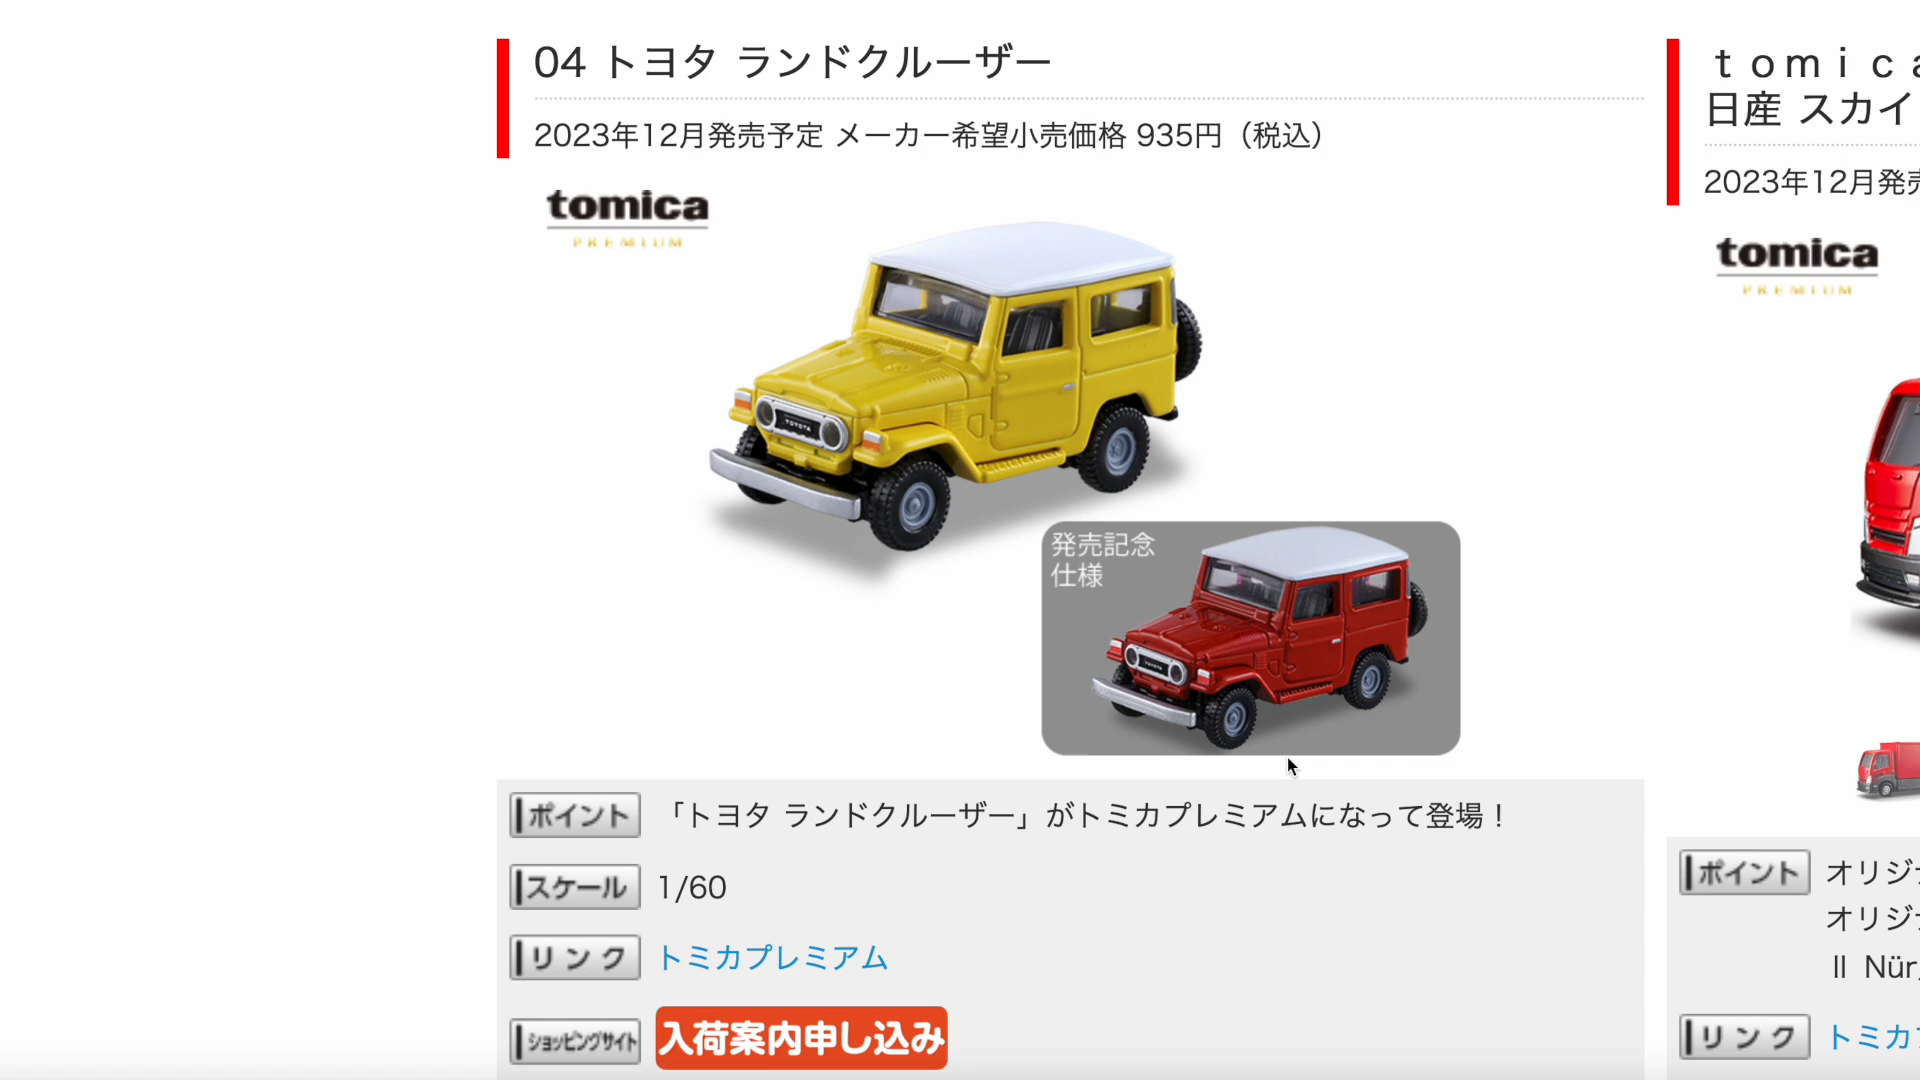 04 トヨタ ランドクルーザー
2023年12月発売予定 メーカー希望小売価格 935円（税込）
tomica
PREMIUM
TOYOTA
発売記念
仕様
TOYOTA
ポイント
「トヨタ ランドクルーザー」がトミカプレミアムになって登場！
スケール
1/60
リンク
トミカプレミアム
ショッピングサイト
入荷案内申し込み
ｔｏｍｉｃａ
日産 スカイ
2023年12月発売
tomica
PREMIUM
ポイント
オリジナ
オリジナ
Ⅱ Nür
リンク
トミカプ